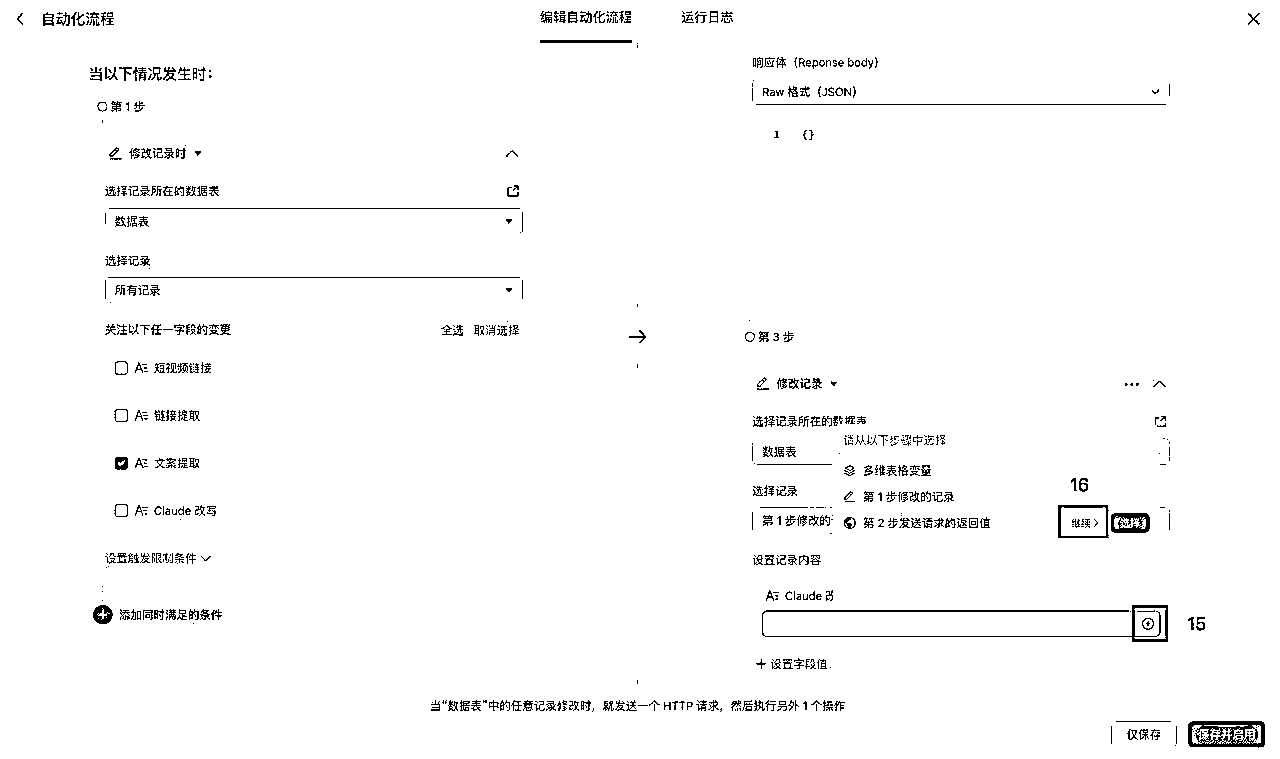 自动化流程
编辑自动化流程
运行日志
当以下情况发生时:
第 1 步
修改记录时
选择记录所在的数据表
数据表
选择记录
所有记录
关注以下任一字段的变更
全选 取消选择
短视频链接
链接提取
文案提取
Claude 改写
设置触发限制条件
添加同时满足的条件
响应体(Reponse body)
Raw 格式(JSON)
1 {}
第 3 步
修改记录
选择记录所在的数据表
数据表
请从以下步骤中选择
多维表格变量
选择记录
第 1 步修改的记录
16
第 1 步修改的
第 2 步发送请求的返回值
继续 >
选择
设置记录内容
Claude 改
15
+ 设置字段值
当“数据表”中的任意记录修改时，就发送一个 HTTP 请求，然后执行另外 1 个操作
仅保存
保存并启用